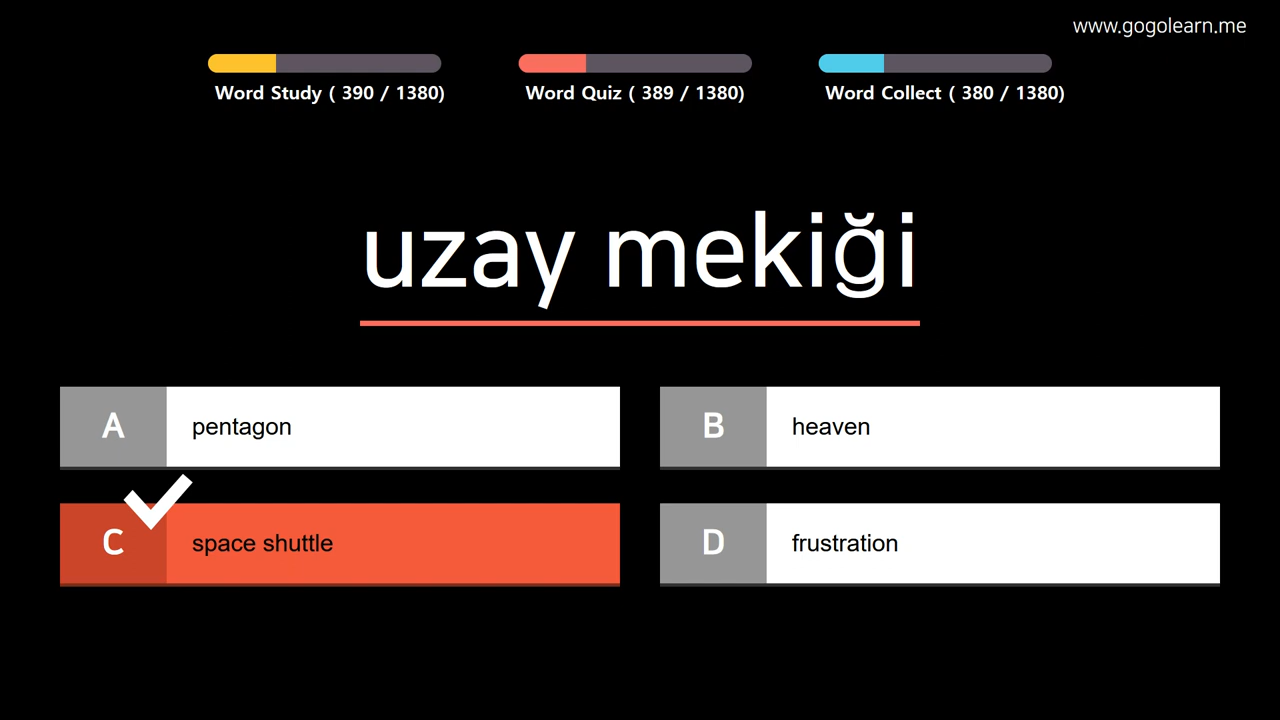 www.gogolearn.me
Word Study ( 390 / 1380)
Word Quiz ( 389 / 1380)
Word Collect ( 380 / 1380)
uzay mekiği
A pentagon
B heaven
C space shuttle
D frustration